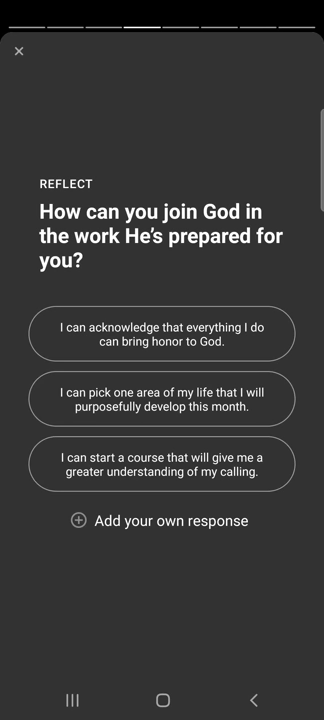 REFLECT
How can you join God in
the work He’s prepared for
you?
I can acknowledge that everything I do
can bring honor to God.
I can pick one area of my life that I will
purposefully develop this month.
I can start a course that will give me a
greater understanding of my calling.
Add your own response